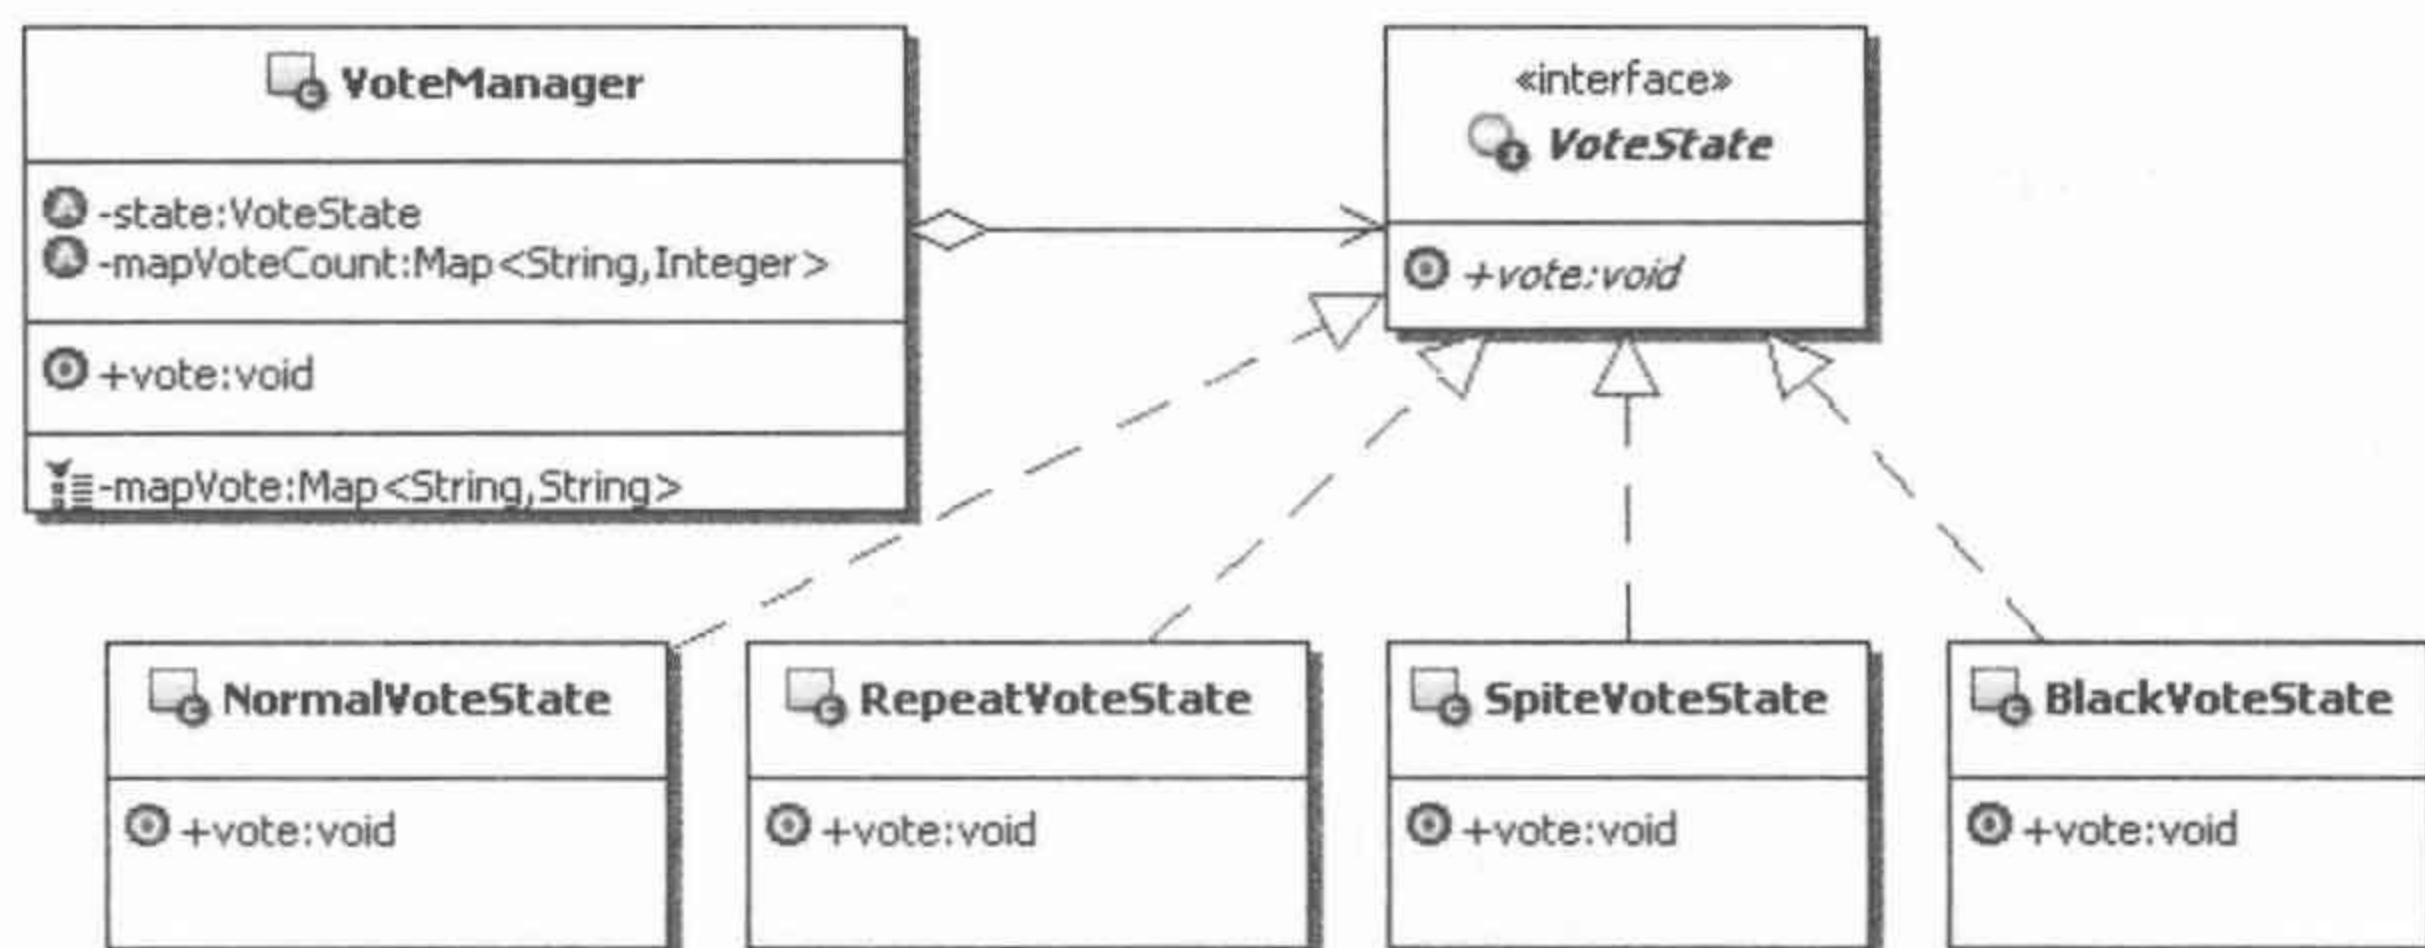 VoteManager
-state:VoteState
-mapVoteCount:Map<String,Integer>
+vote:void
-mapVote:Map<String,String>
«interface»
VoteState
+vote:void
NormalVoteState
+vote:void
RepeatVoteState
+vote:void
SpiteVoteState
+vote:void
BlackVoteState
+vote:void